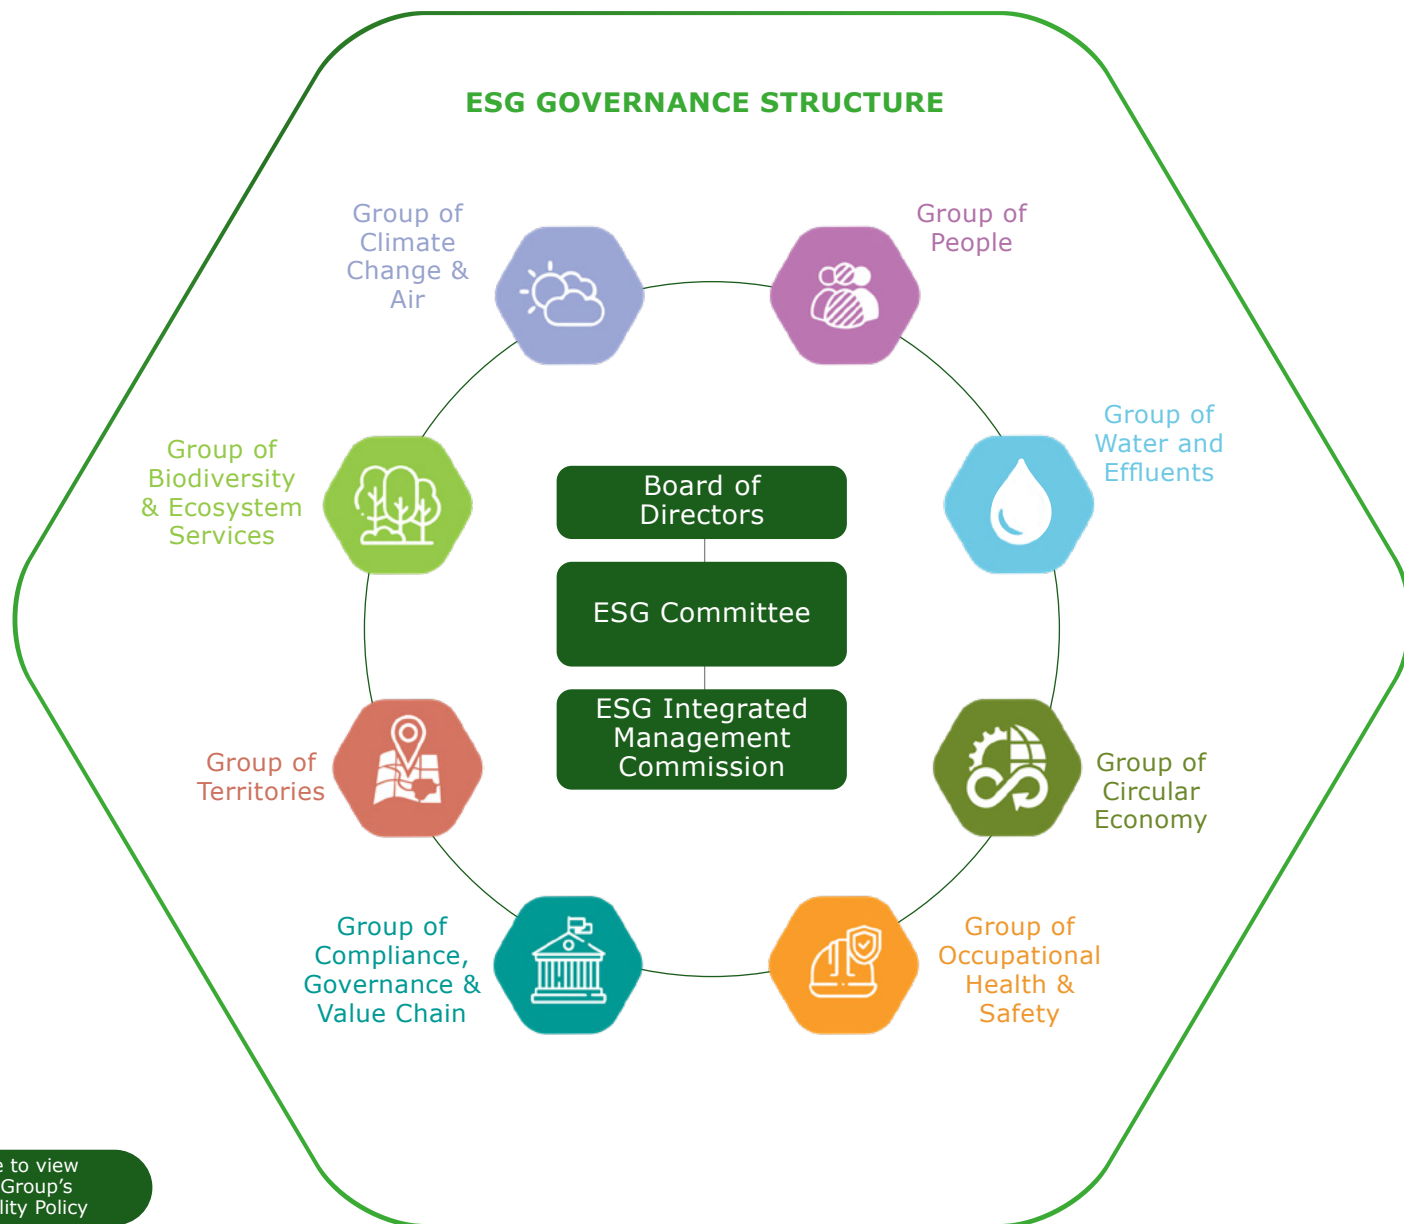 ESG GOVERNANCE STRUCTURE
Group of
Climate
Change &
Air
Group of
People
Group of
Biodiversity
& Ecosystem
Services
Group of
Water and
Effluents
Board of
Directors
ESG Committee
ESG Integrated
Management
Commission
Group of
Territories
Group of
Circular
Economy
Group of
Compliance,
Governance &
Value Chain
Group of
Occupational
Health &
Safety
to view
Group’s
Policy